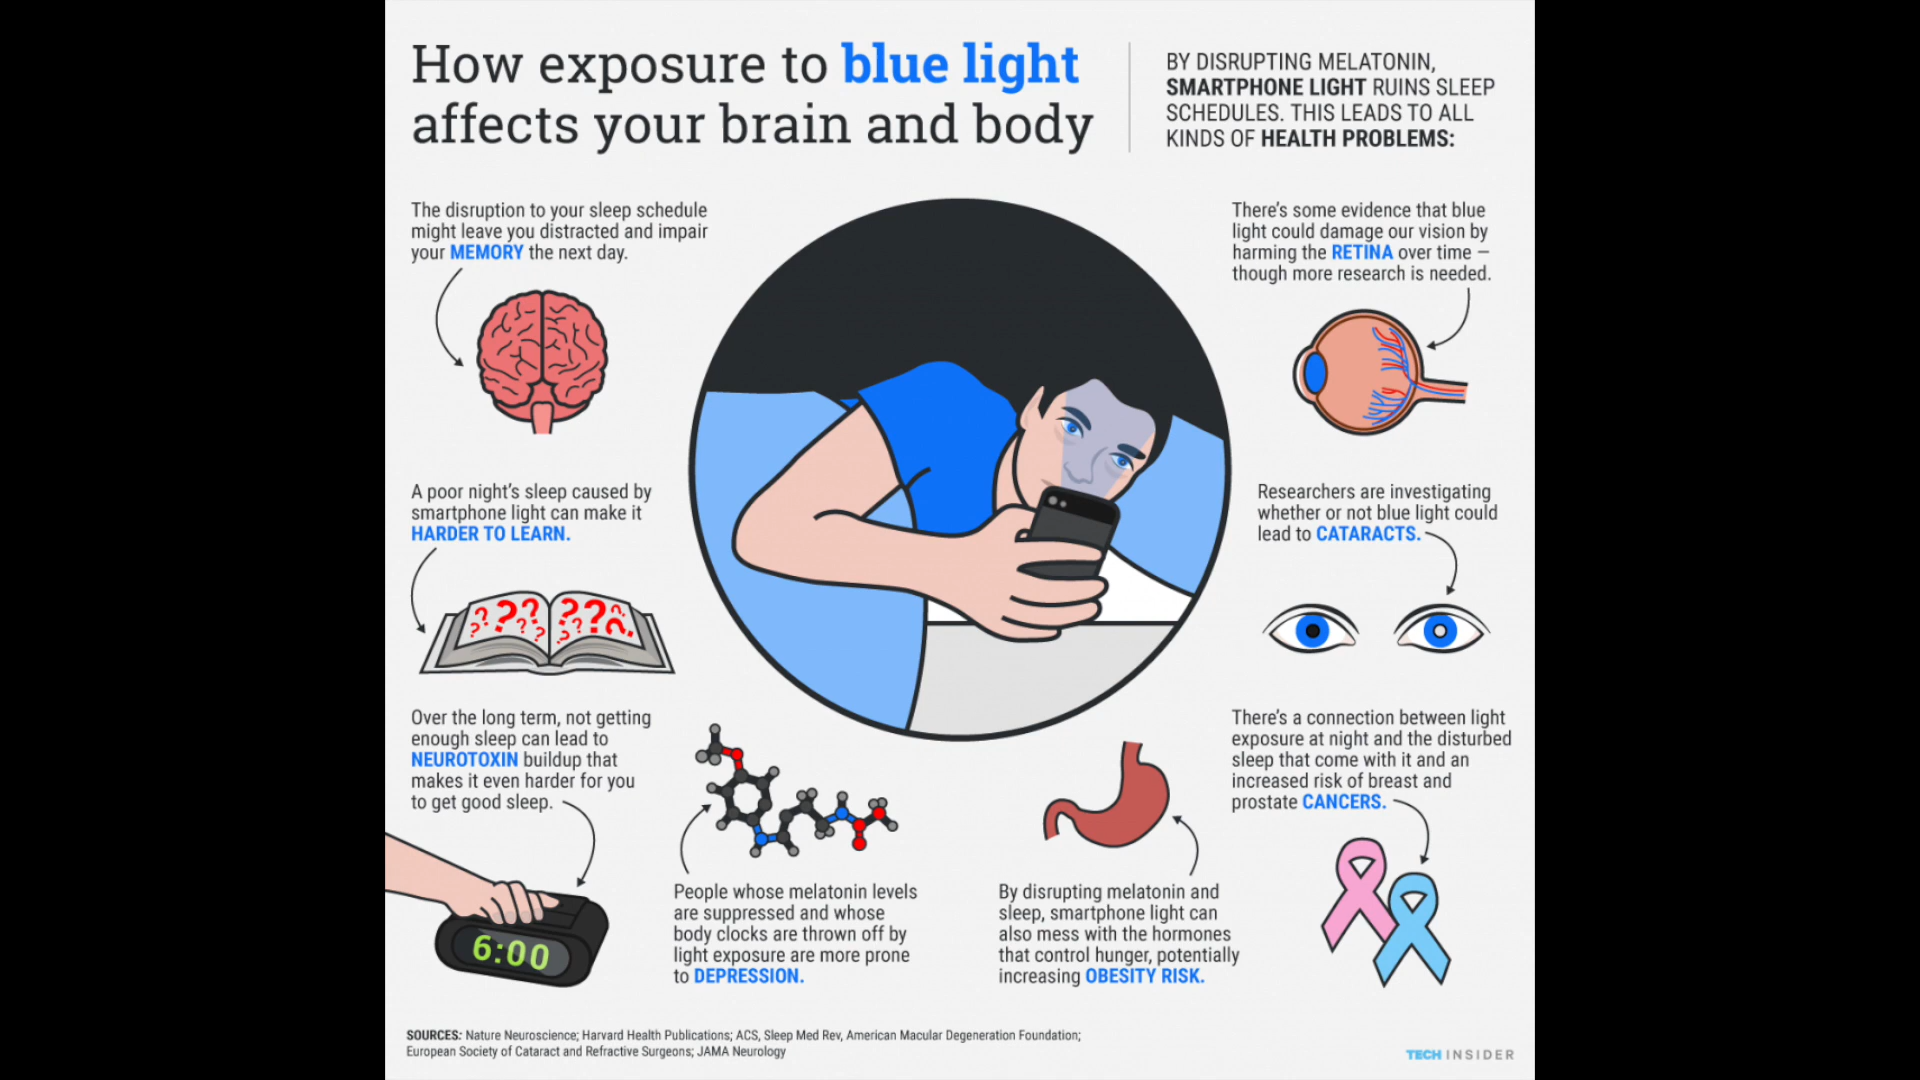 How exposure to blue light
affects your brain and body
BY DISRUPTING MELATONIN,
SMARTPHONE LIGHT RUINS SLEEP
SCHEDULES. THIS LEADS TO ALL
KINDS OF HEALTH PROBLEMS:
The disruption to your sleep schedule
might leave you distracted and impair
your MEMORY the next day.
There's some evidence that blue
light could damage our vision by
harming the RETINA over time —
though more research is needed.
A poor night's sleep caused by
smartphone light can make it
HARDER TO LEARN.
? ? ? ? ? ? ? ? ? ? ? ?
Researchers are investigating
whether or not blue light could
lead to CATARACTS.
Over the long term, not getting
enough sleep can lead to
NEUROTOXIN buildup that
makes it even harder for you
to get good sleep.
6:00
People whose melatonin levels
are suppressed and whose
body clocks are thrown off by
light exposure are more prone
to DEPRESSION.
By disrupting melatonin and
sleep, smartphone light can
also mess with the hormones
that control hunger, potentially
increasing OBESITY RISK.
There's a connection between light
exposure at night and the disturbed
sleep that come with it and an
increased risk of breast and
prostate CANCERS.
SOURCES: Nature Neuroscience; Harvard Health Publications; ACS, Sleep Med Rev, American Macular Degeneration Foundation;
European Society of Cataract and Refractive Surgeons; JAMA Neurology
TECH INSIDER